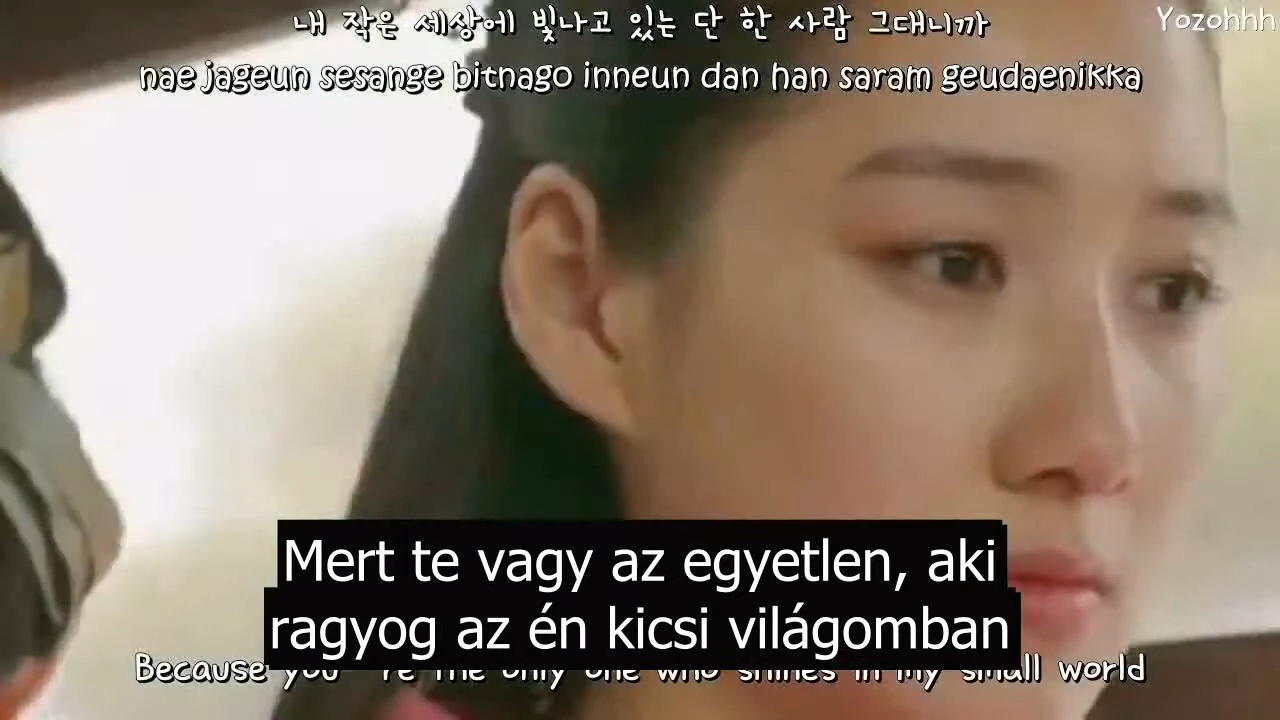 내 작은 세상에 빛나고 있는 단 한 사람 그대니까
Yozohhh
nae jageun sesange bitnago inneun dan han saram geudaenikka
Mert te vagy az egyetlen, aki
ragyog az én kicsi világomban
Because you 're the only one who shines in my small world